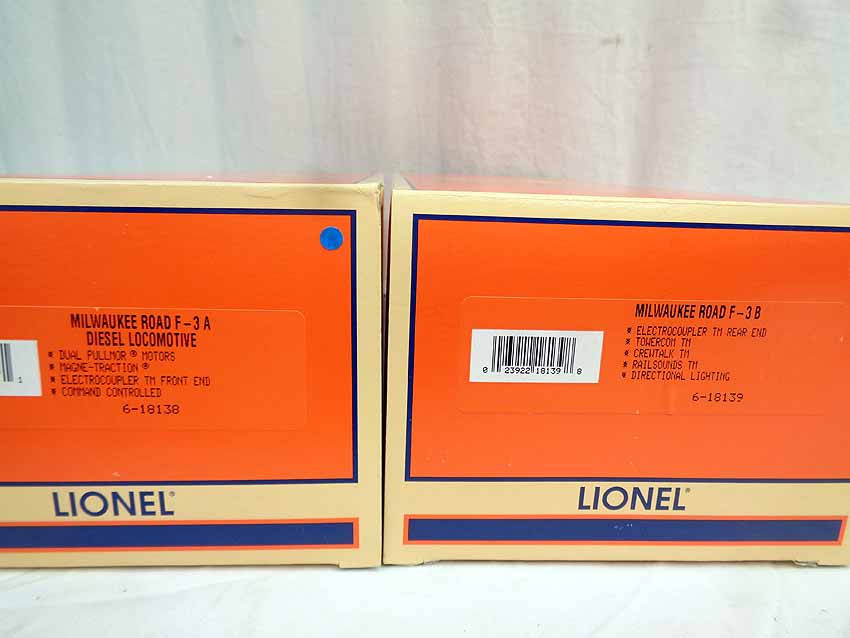 MILWAUKEE ROAD F-3 A
DIESEL LOCOMOTIVE
* DUAL PULLMOR® MOTORS
* MAGNE-TRACTION®
* ELECTROCOUPLER TM FRONT END
* COMMAND CONTROLLED
1
6-18138
LIONEL®
MILWAUKEE ROAD F-3 B
* ELECTROCOUPLER TM REAR END
* TOWERCOM TM
* CREWTALK TM
* RAILSOUNDS TM
* DIRECTIONAL LIGHTING
0 23922 18139 8
6-18139
LIONEL®